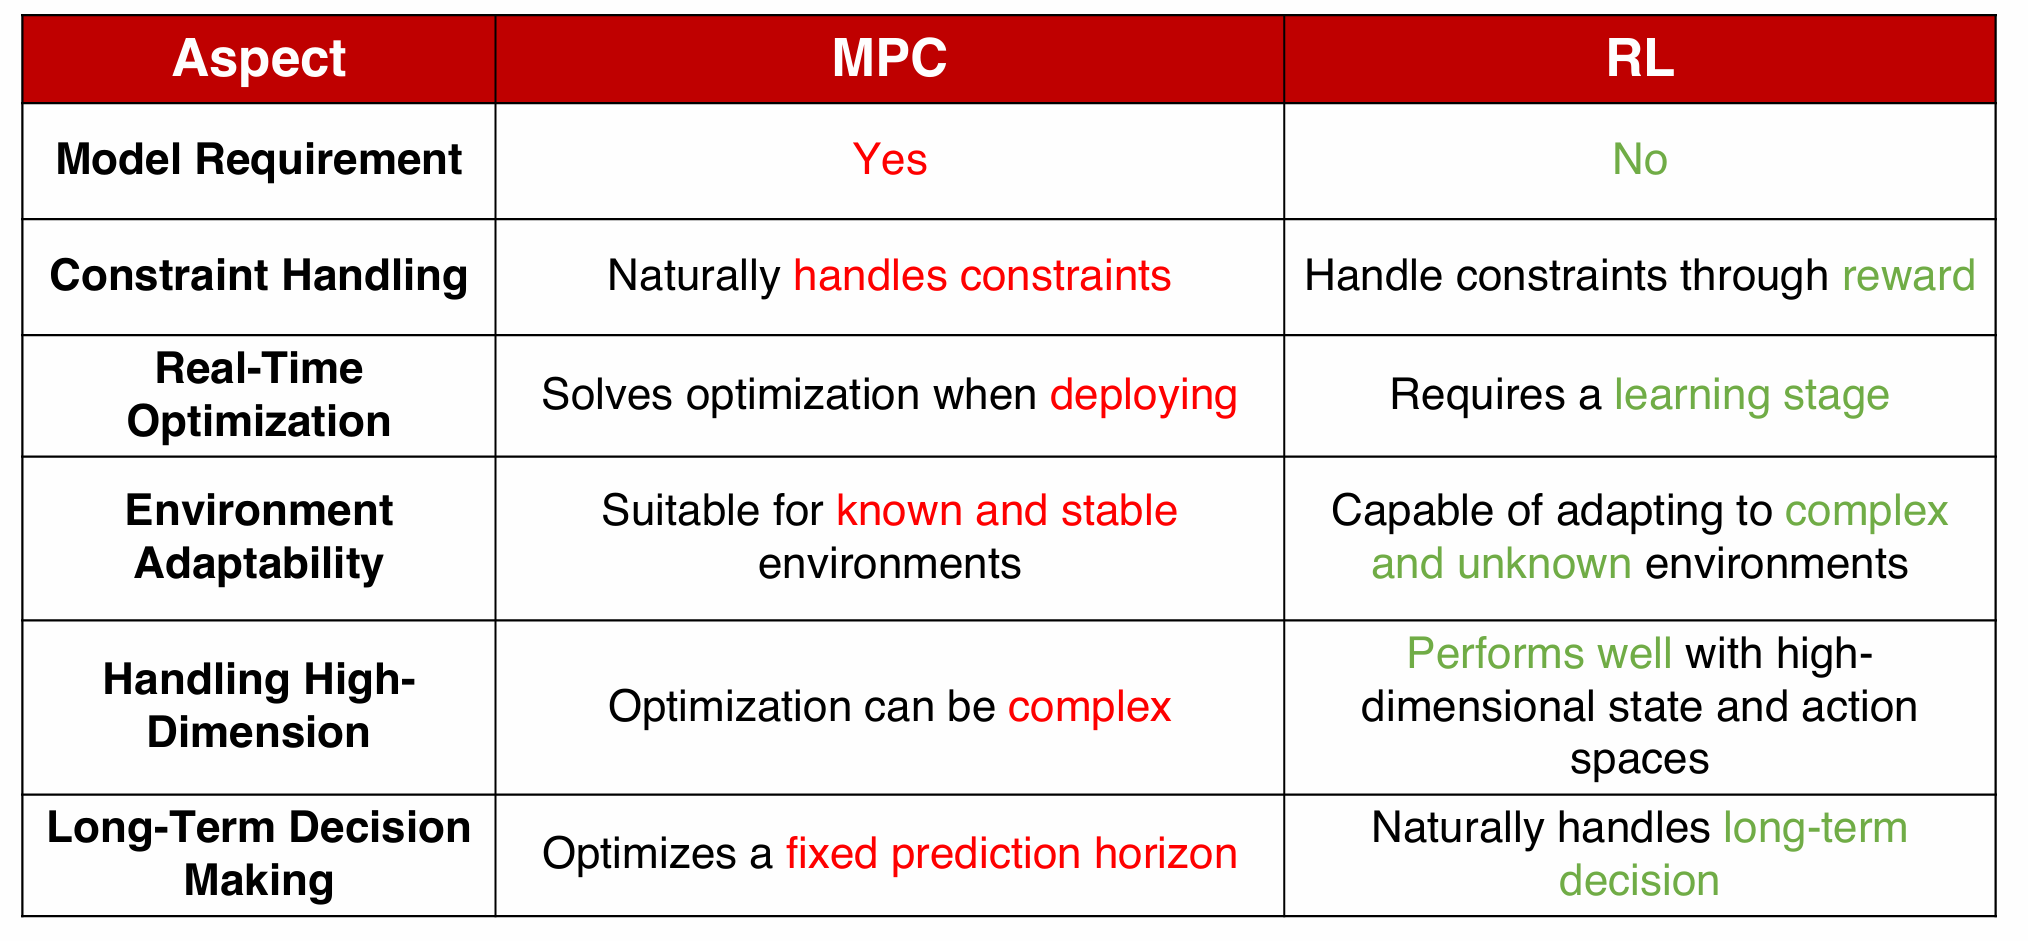 Aspect MPC RL
Model Requirement Yes No
Constraint Handling Naturally handles constraints Handle constraints through reward
Real-Time
Optimization
Solves optimization when deploying
Requires a learning stage
Environment
Adaptability
Suitable for known and stable
environments
Capable of adapting to complex
and unknown environments
Handling High-
Dimension
Optimization can be complex
Performs well with high-
dimensional state and action
spaces
Long-Term Decision
Making
Optimizes a fixed prediction horizon
Naturally handles long-term
decision